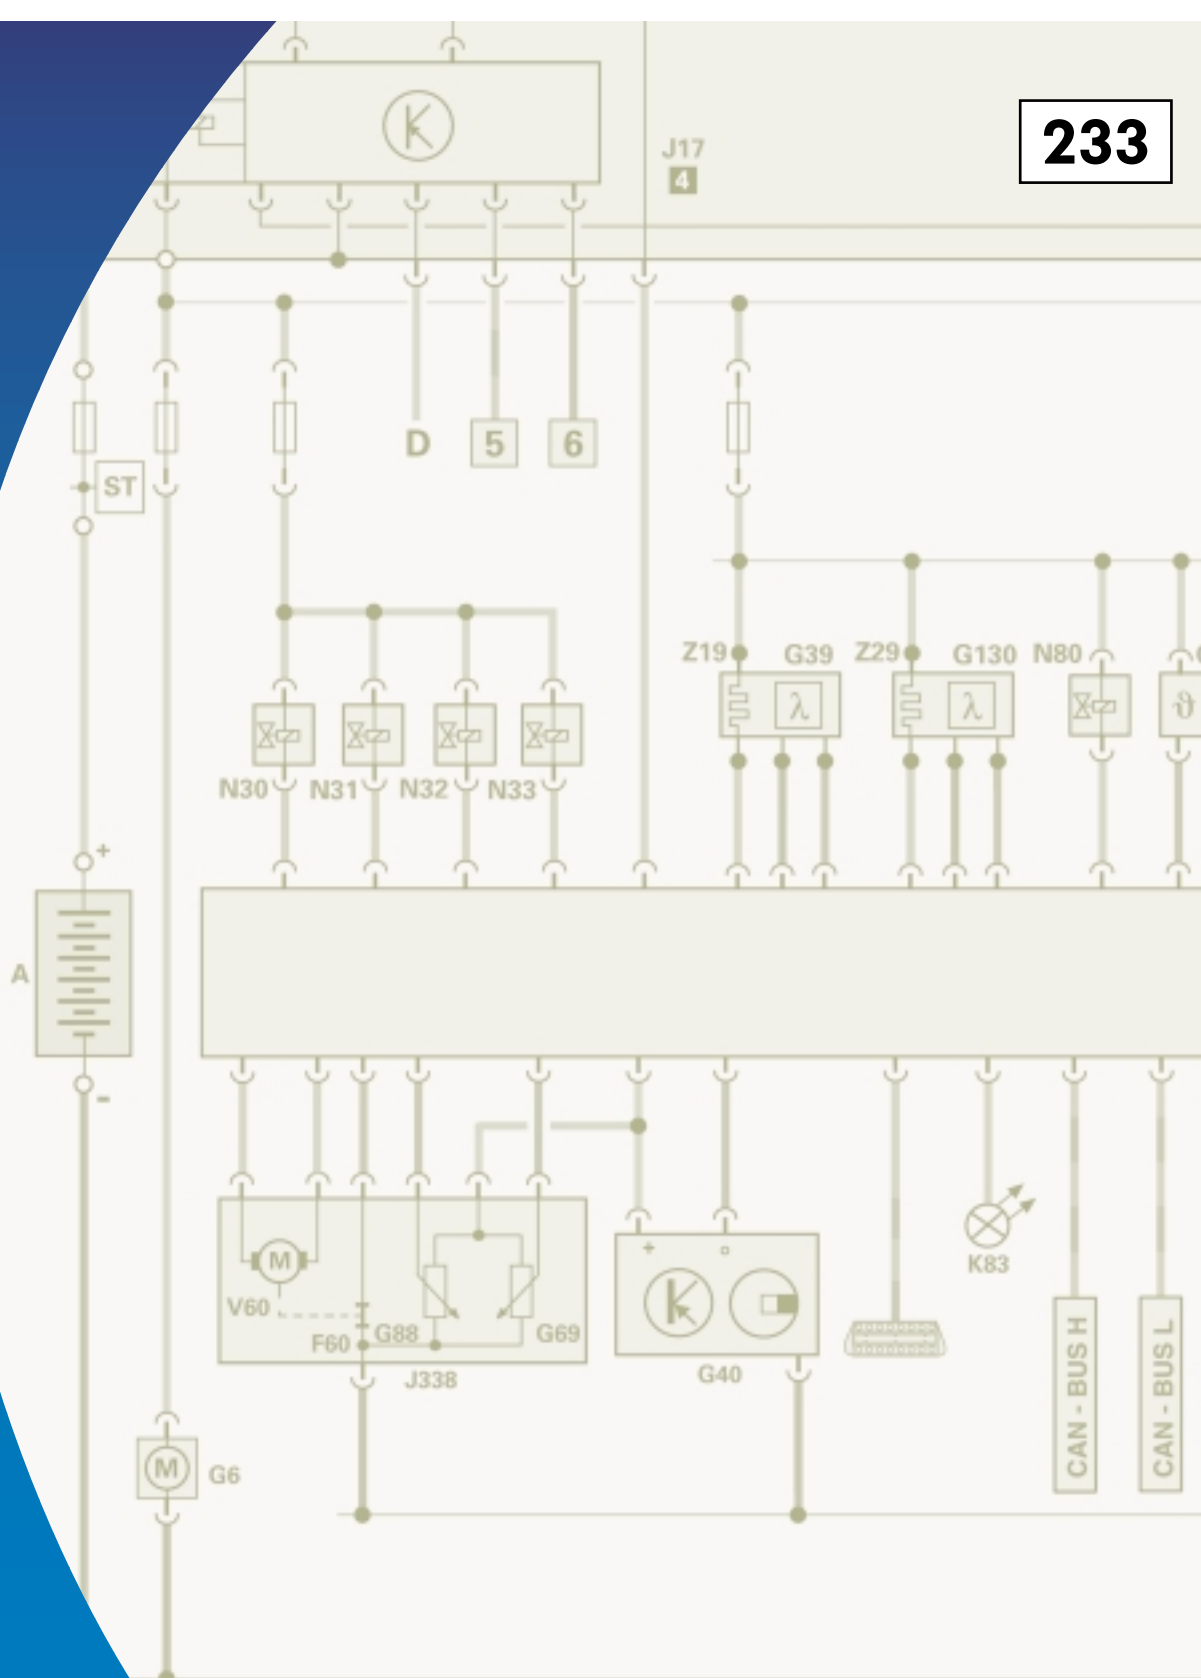 233
J17
4
D
5
6
ST
Z19
G39
Z29
G130
N80
λ
λ
ϑ
N30
N31
N32
N33
+
A
-
M
V60
F60
G88
G69
J338
+
G40
K83
CAN - BUS H
CAN - BUS L
M
G6